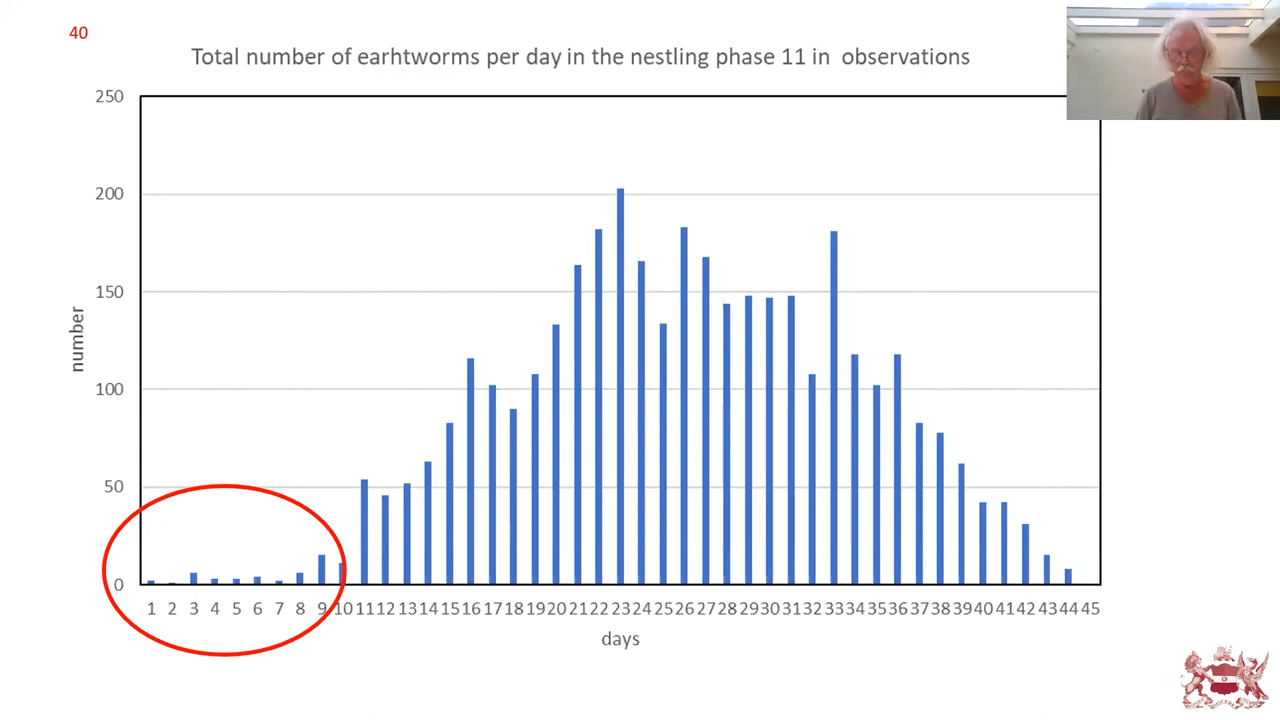 40
Total number of earhtworms per day in the nestling phase 11 in observations
250
200
150
100
50
0
number
1 2 3 4 5 6 7 8 9 10 11 12 13 14 15 16 17 18 19 20 21 22 23 24 25 26 27 28 29 30 31 32 33 34 35 36 37 38 39 40 41 42 43 44 45
days